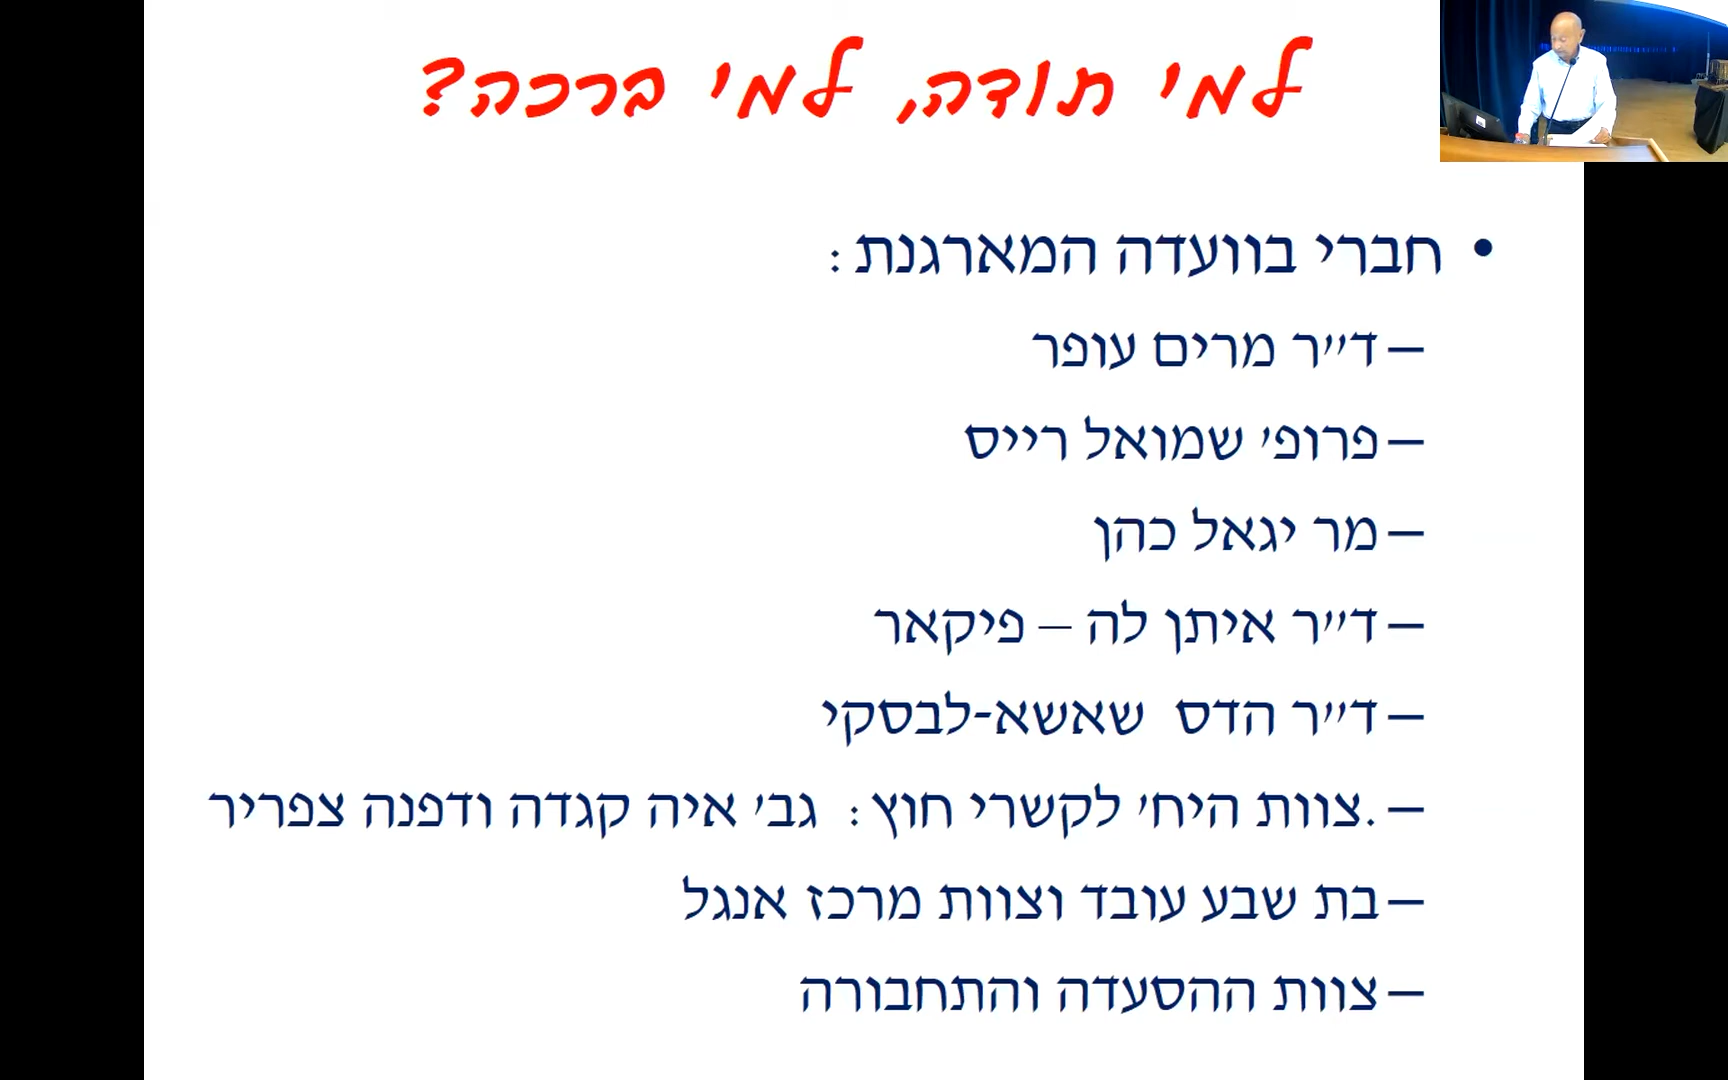 למי תודה, למי ברכה?
• חברי בוועדה המארגנת :
– ד״ר מרים עופר
– פרופ׳ שמואל רייס
– מר יגאל כהן
– ד״ר איתן לה – פיקאר
– ד״ר הדס שאשא-לבסקי
– .צוות היח׳ לקשרי חוץ : גב׳ איה קגדה ודפנה צפריר
– בת שבע עובד וצוות מרכז אנגל
– צוות ההסעדה והתחבורה